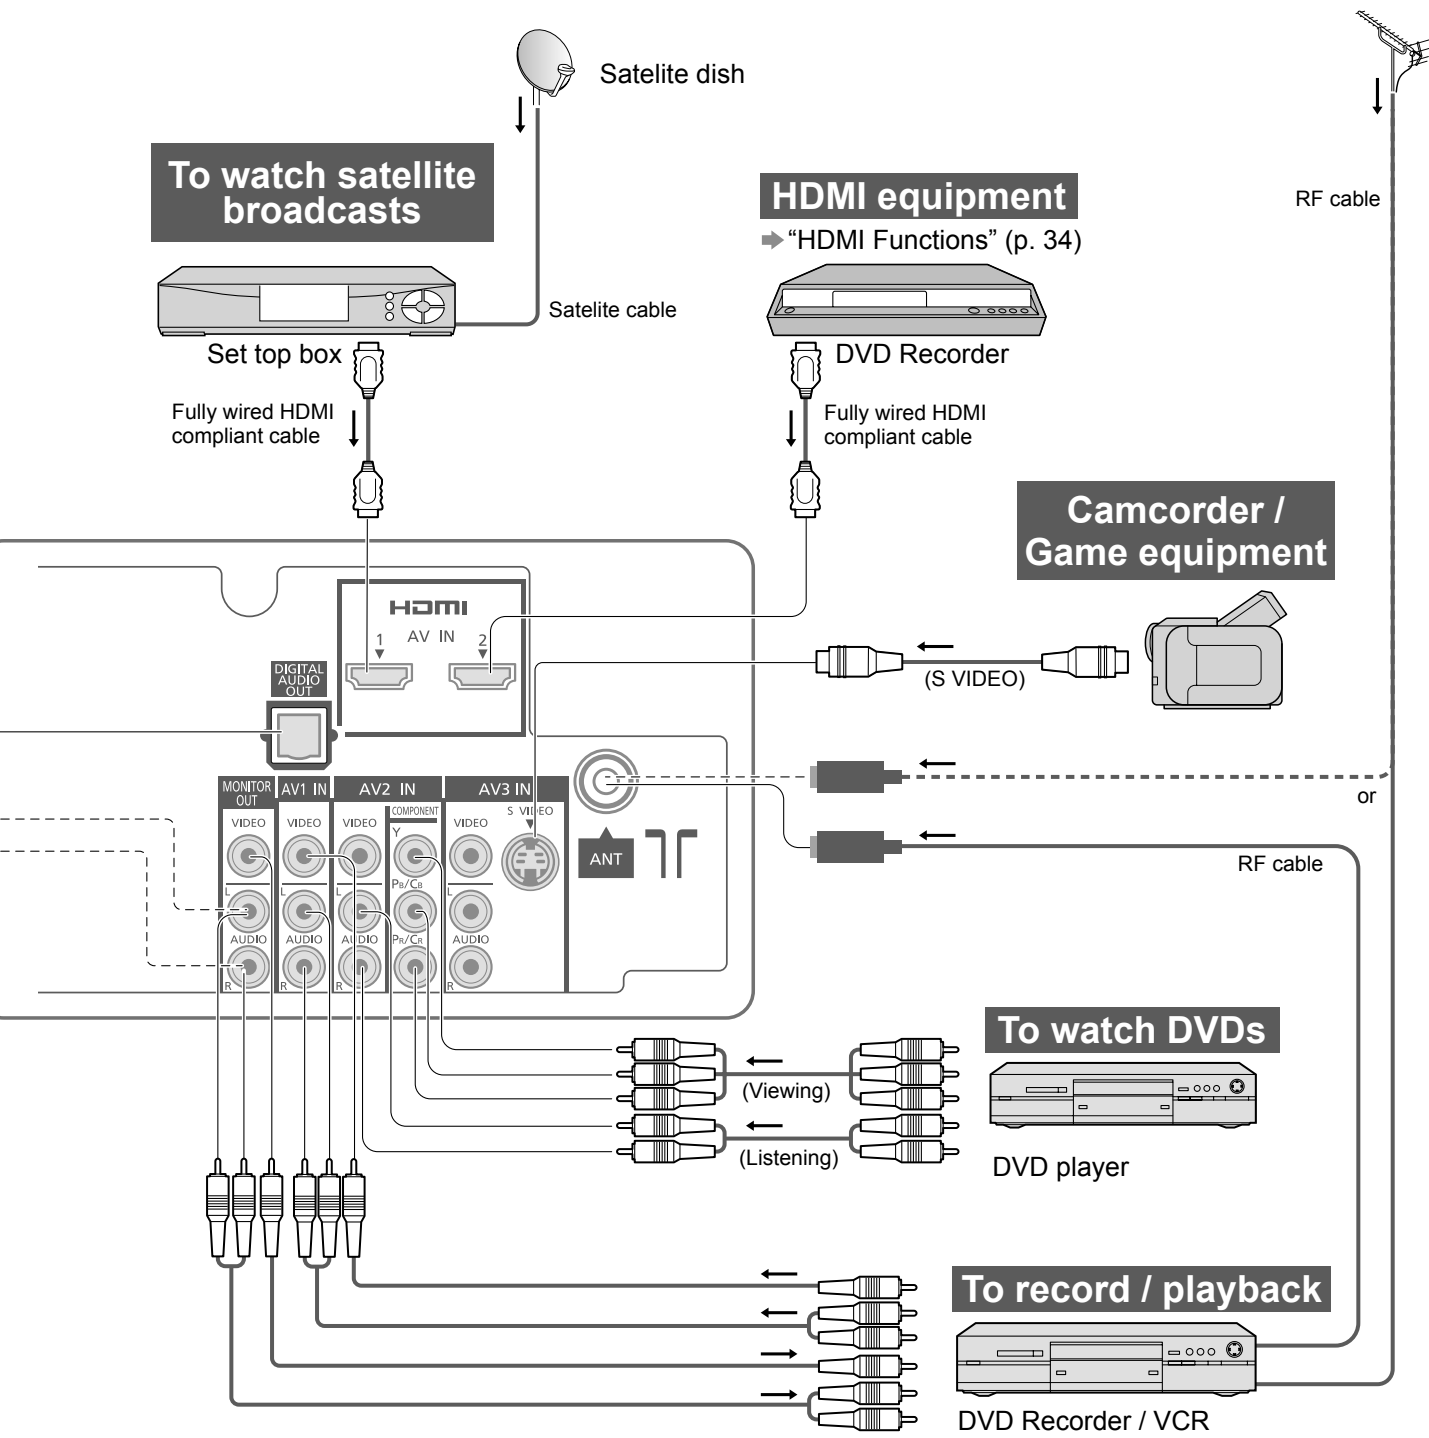 Satelite dish
To watch satellite
broadcasts
HDMI equipment
“HDMI Functions” (p. 34)
RF cable
Satelite cable
Set top box
DVD Recorder
Fully wired HDMI
compliant cable
Fully wired HDMI
compliant cable
Camcorder /
Game equipment
HDMI
AV IN
1
2
DIGITAL
AUDIO
OUT
(S VIDEO)
or
MONITOR
OUT
AV1 IN
AV2 IN
AV3 IN
COMPONENT
VIDEO
VIDEO
VIDEO
Y
VIDEO
S VIDEO
ANT
RF cable
PB/CB
L
L
L
L
AUDIO
AUDIO
AUDIO
PR/CR
AUDIO
R
R
R
R
To watch DVDs
(Viewing)
(Listening)
DVD player
To record / playback
DVD Recorder / VCR